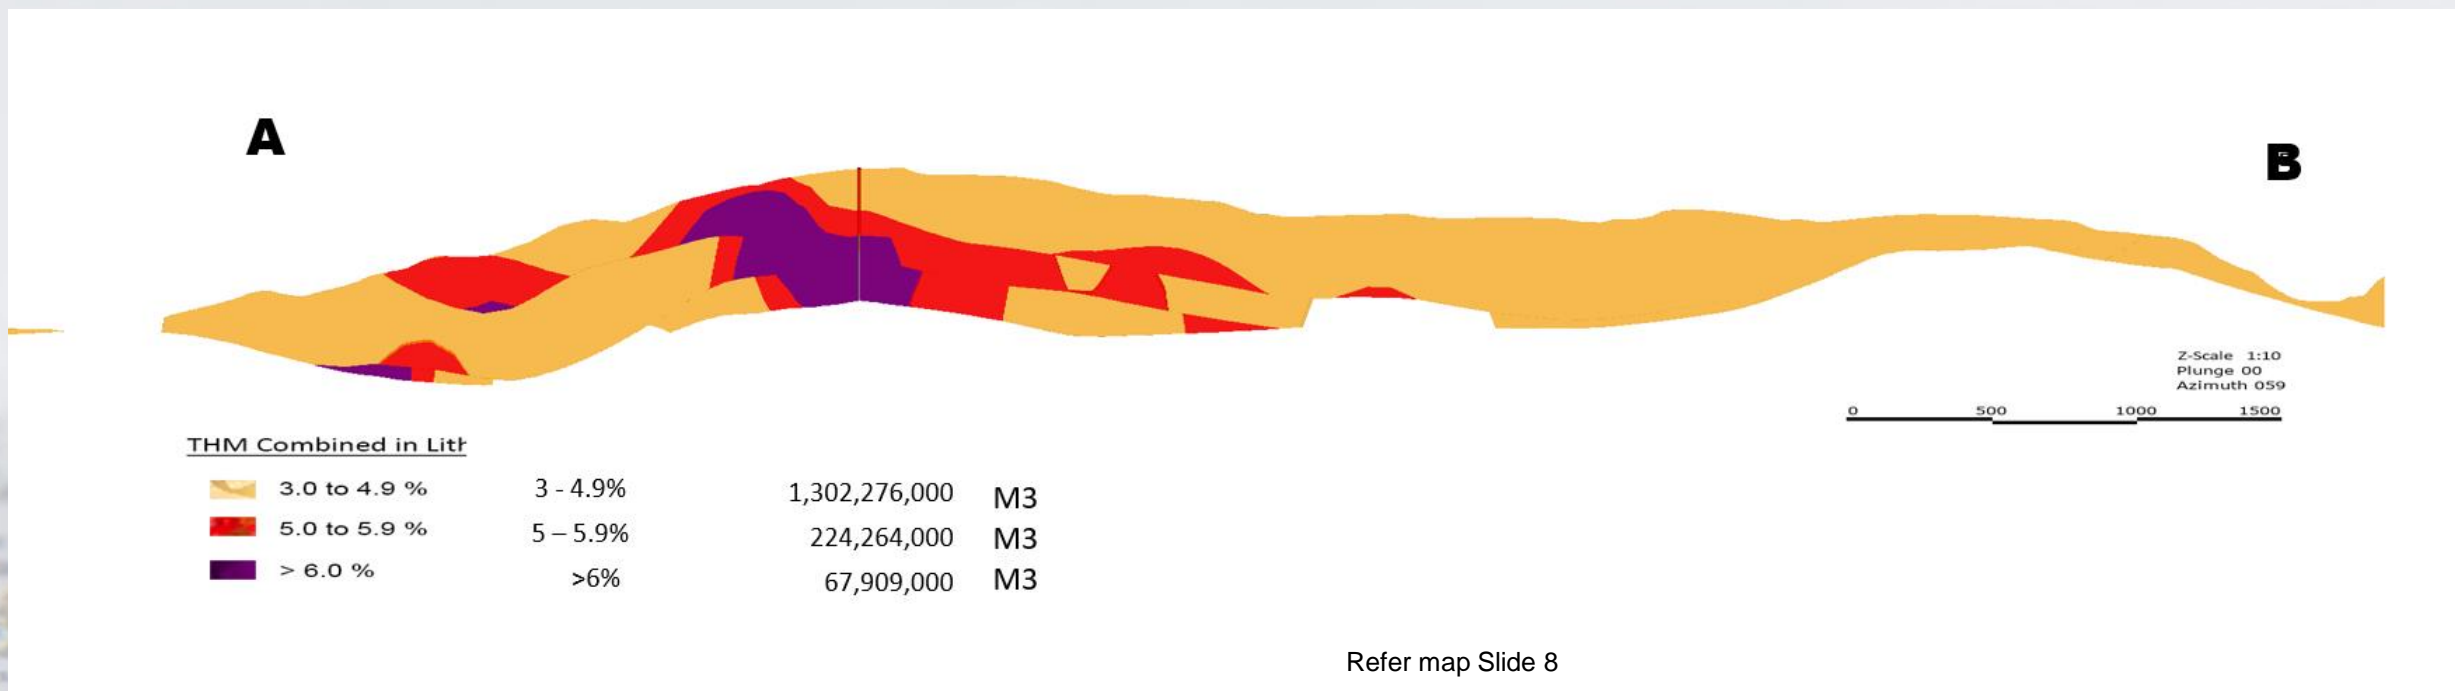 A
B
Z-Scale 1:10
Plunge 00
Azimuth 059
0 500 1000 1500
THM Combined in Lith
3.0 to 4.9 % 3 - 4.9% 1,302,276,000 M3
5.0 to 5.9 % 5 – 5.9% 224,264,000 M3
> 6.0 % >6% 67,909,000 M3
Refer map Slide 8